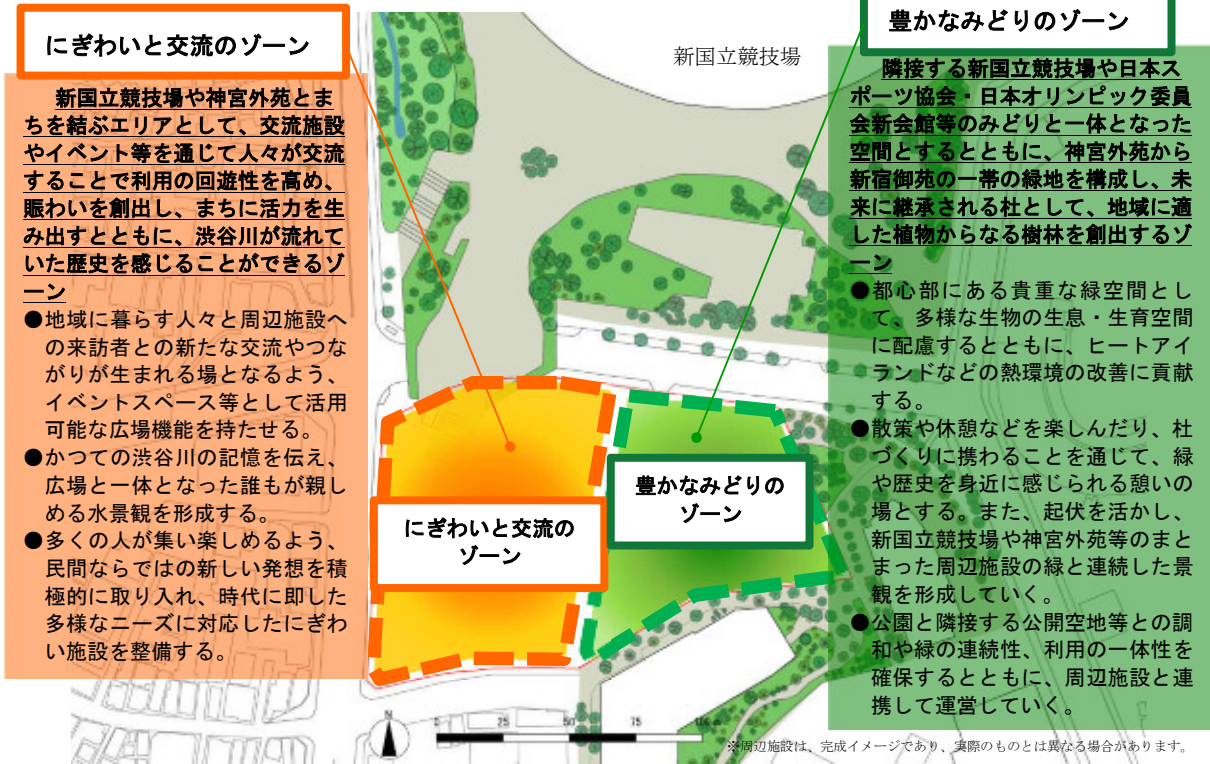 にぎわいと交流のゾーン
新国立競技場や神宮外苑とま
ちを結ぶエリアとして、交流施設
やイベント等を通じて人々が交流
することで利用の回遊性を高め、
賑わいを創出し、まちに活力を生
み出すとともに、渋谷川が流れて
いた歴史を感じることができるゾ
ーン
●地域に暮らす人々と周辺施設へ
の来訪者との新たな交流やつな
がりが生まれる場となるよう、
イベントスペース等として活用
可能な広場機能を持たせる。
●かつての渋谷川の記憶を伝え、
広場と一体となった誰もが親し
める水景観を形成する。
●多くの人が集い楽しめるよう、
民間ならではの新しい発想を積
極的に取り入れ、時代に即した
多様なニーズに対応したにぎわ
い施設を整備する。
新国立競技場
にぎわいと交流の
ゾーン
豊かなみどりの
ゾーン
N
0 25 50 75 100 m
豊かなみどりのゾーン
隣接する新国立競技場や日本ス
ポーツ協会・日本オリンピック委員
会新会館等のみどりと一体となった
空間とするとともに、神宮外苑から
新宿御苑の一帯の緑地を構成し、未
来に継承される杜として、地域に適
した植物からなる樹林を創出するゾ
ーン
●都心部にある貴重な緑空間とし
て、多様な生物の生息・生育空間
に配慮するとともに、ヒートアイ
ランドなどの熱環境の改善に貢献
する。
●散策や休憩などを楽しんだり、杜
づくりに携わることを通じて、緑
や歴史を身近に感じられる憩いの
場とする。また、起伏を活かし、
新国立競技場や神宮外苑等のまと
まった周辺施設の緑と連続した景
観を形成していく。
●公園と隣接する公開空地等との調
和や緑の連続性、利用の一体性を
確保するとともに、周辺施設と連
携して運営していく。
※周辺施設は、完成イメージであり、実際のものとは異なる場合があります。